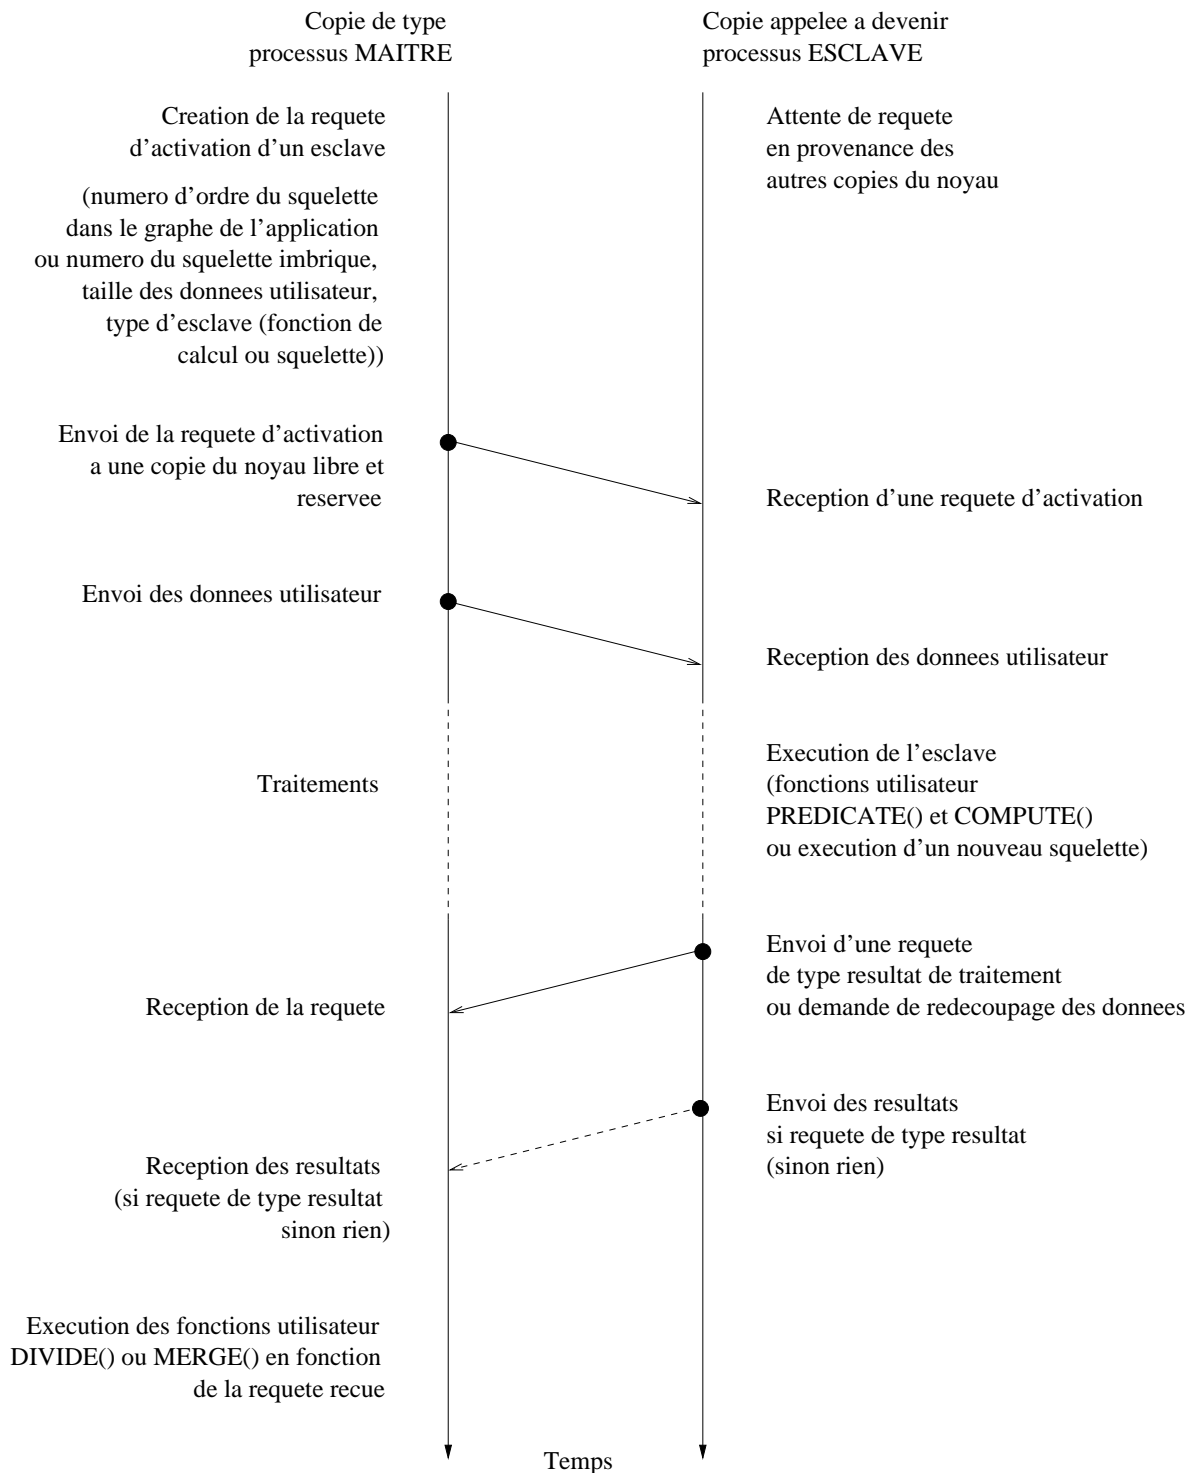 Copie de type
processus MAITRE
Copie appelee a devenir
processus ESCLAVE
Creation de la requete
d'activation d'un esclave
(numero d'ordre du squelette
dans le graphe de l'application
ou numero du squelette imbrique,
taille des donnees utilisateur,
type d'esclave (fonction de
calcul ou squelette))
Attente de requete
en provenance des
autres copies du noyau
Envoi de la requete d'activation
a une copie du noyau libre et
reservee
Reception d'une requete d'activation
Envoi des donnees utilisateur
Reception des donnees utilisateur
Traitements
Execution de l'esclave
(fonctions utilisateur
PREDICATE() et COMPUTE()
ou execution d'un nouveau squelette)
Envoi d'une requete
de type resultat de traitement
ou demande de redecoupage des donnees
Reception de la requete
Envoi des resultats
si requete de type resultat
(sinon rien)
Reception des resultats
(si requete de type resultat
sinon rien)
Execution des fonctions utilisateur
DIVIDE() ou MERGE() en fonction
de la requete recue
Temps